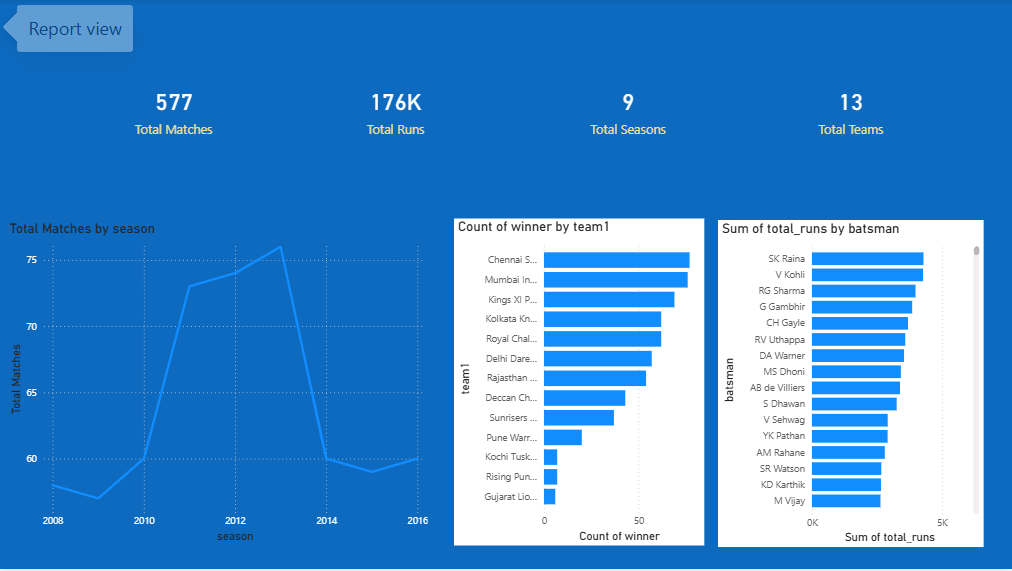 Report view
577
Total Matches
176K
Total Runs
9
Total Seasons
13
Total Teams
Total Matches by season
Total Matches
75
70
65
60
2008 2010 2012 2014 2016
season
Count of winner by team1
team1
Chennai S...
Mumbai In...
Kings XI P...
Kolkata Kn...
Royal Chal...
Delhi Dare...
Rajasthan ...
Deccan Ch...
Sunrisers ...
Pune Warr...
Kochi Tusk...
Rising Pun...
Gujarat Lio...
0 50
Count of winner
Sum of total_runs by batsman
batsman
SK Raina
V Kohli
RG Sharma
G Gambhir
CH Gayle
RV Uthappa
DA Warner
MS Dhoni
AB de Villiers
S Dhawan
V Sehwag
YK Pathan
AM Rahane
SR Watson
KD Karthik
M Vijay
0K 5K
Sum of total_runs